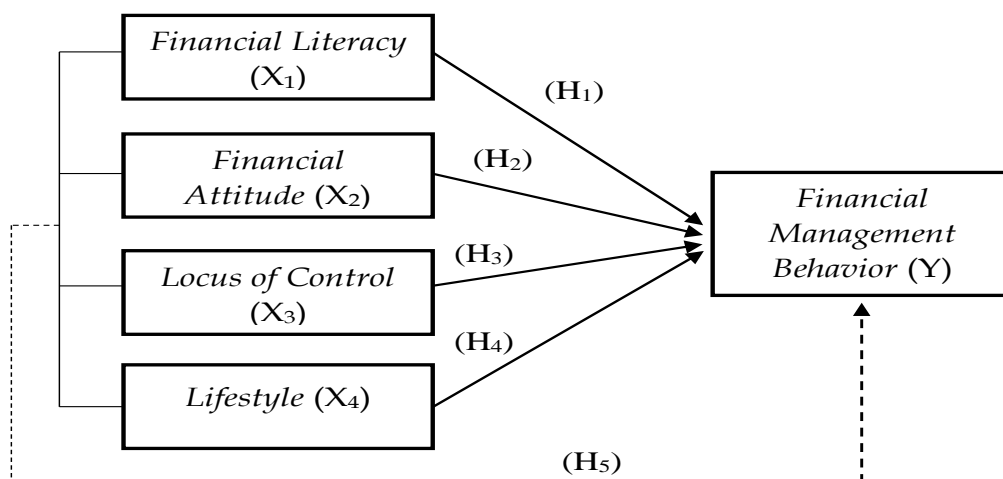 Financial Literacy
(X₁)
(H₁)
Financial
Attitude (X₂)
(H₂)
Locus of Control
(X₃)
(H₃)
Lifestyle (X₄)
(H₄)
Financial
Management
Behavior (Y)
(H₅)